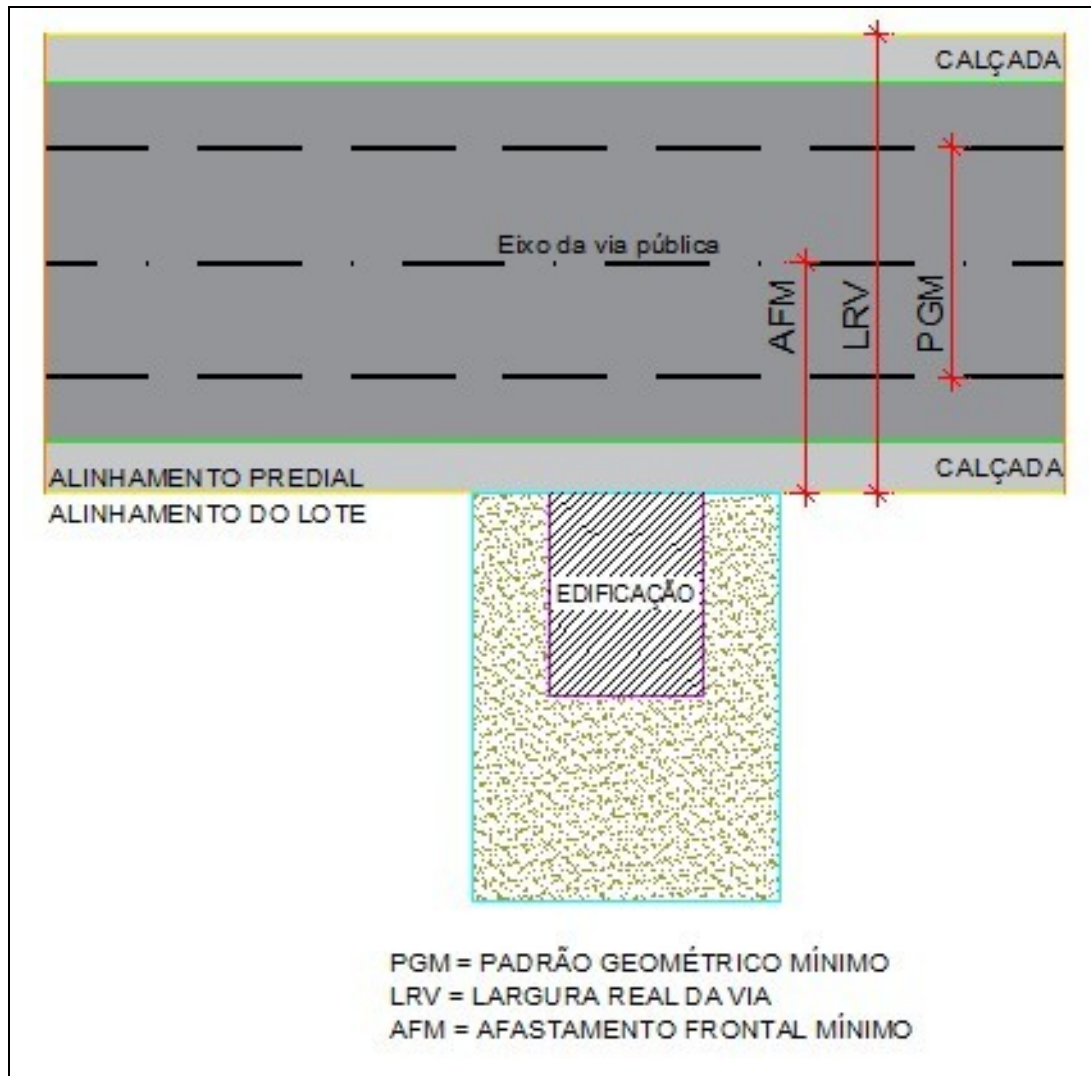 CALÇADA
Eixo da via pública
AFM
LRV
PGM
ALINHAMENTO PREDIAL
CALÇADA
ALINHAMENTO DO LOTE
EDIFICAÇÃO
PGM = PADRÃO GEOMÉTRICO MÍNIMO
LRV = LARGURA REAL DA VIA
AFM = AFASTAMENTO FRONTAL MÍNIMO